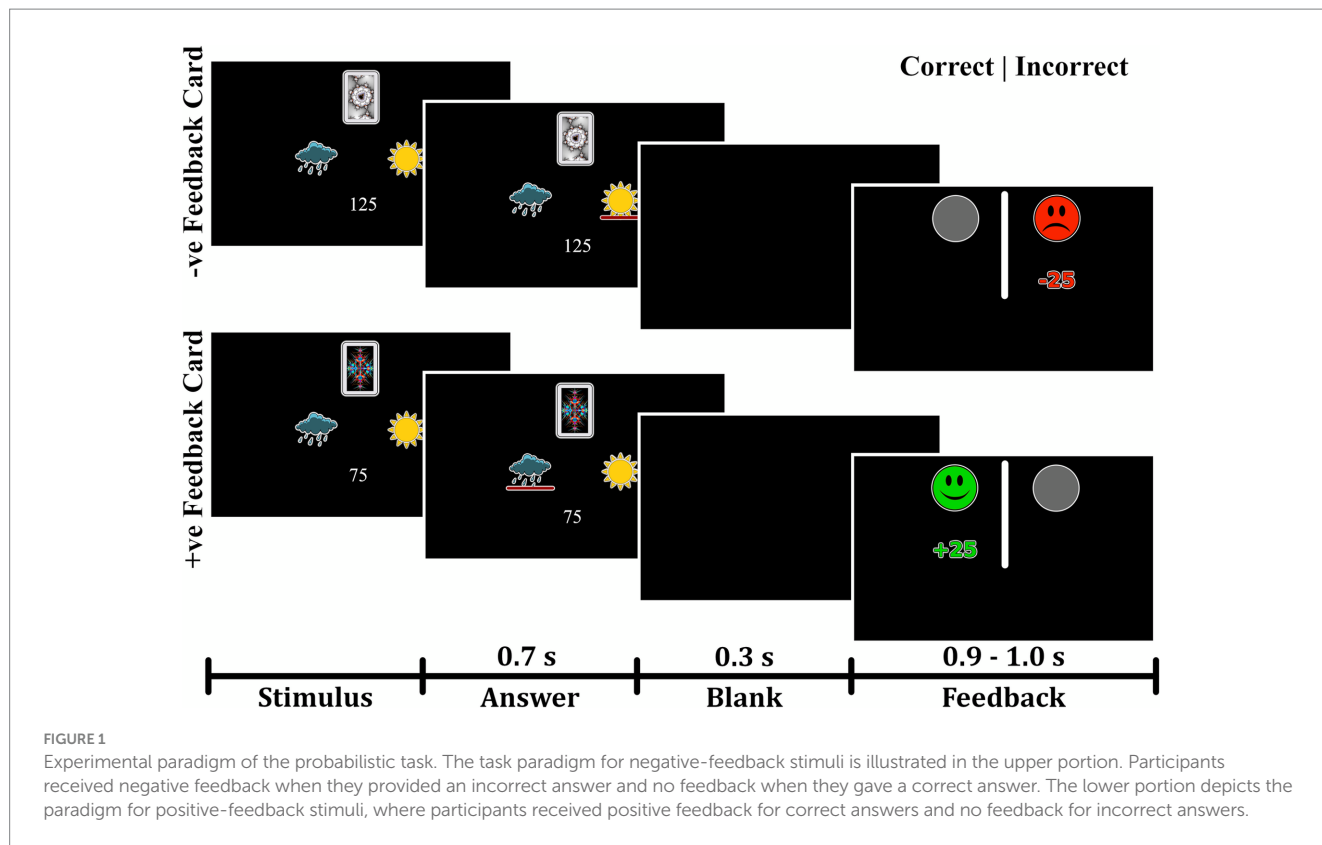 Correct | Incorrect
-ve Feedback Card
125
125
-25
+ve Feedback Card
75
75
+25
0.7 s
0.3 s
0.9 - 1.0 s
Stimulus
Answer
Blank
Feedback
FIGURE 1
Experimental paradigm of the probabilistic task. The task paradigm for negative-feedback stimuli is illustrated in the upper portion. Participants
received negative feedback when they provided an incorrect answer and no feedback when they gave a correct answer. The lower portion depicts the
paradigm for positive-feedback stimuli, where participants received positive feedback for correct answers and no feedback for incorrect answers.